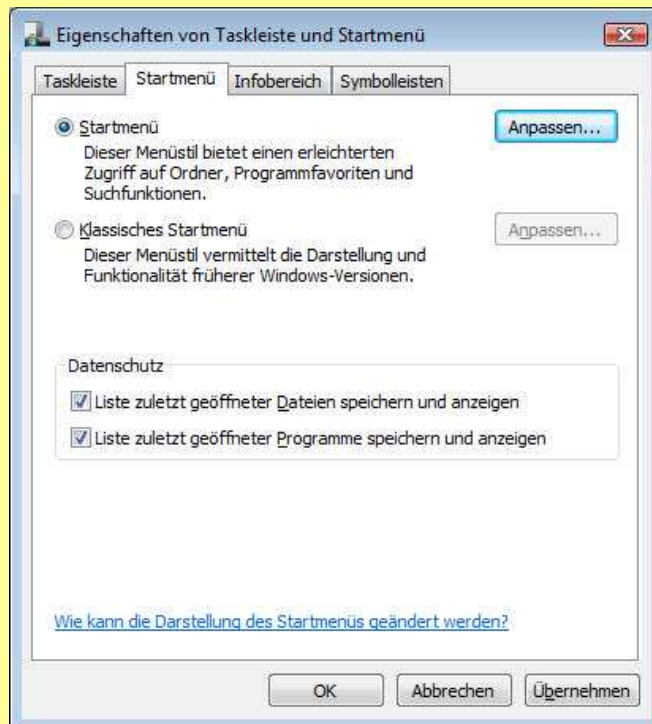 Eigenschaften von Taskleiste und Startmenü
Taskleiste Startmenü Infobereich Symbolleisten
Startmenü Anpassen...
Dieser Menüstil bietet einen erleichterten
Zugriff auf Ordner, Programmfavoriten und
Suchfunktionen.
Klassisches Startmenü Anpassen...
Dieser Menüstil vermittelt die Darstellung und
Funktionalität früherer Windows-Versionen.
Datenschutz
Liste zuletzt geöffneter Dateien speichern und anzeigen
Liste zuletzt geöffneter Programme speichern und anzeigen
Wie kann die Darstellung des Startmenüs geändert werden?
OK Abbrechen Übernehmen